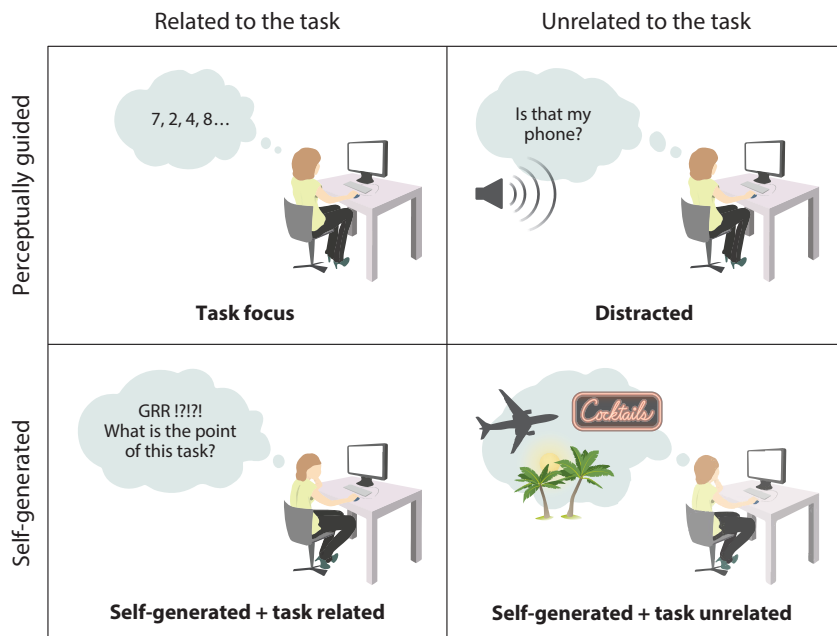 Related to the task
Unrelated to the task
Perceptually guided
7, 2, 4, 8…
Task focus
Is that my
phone?
Distracted
Self-generated
GRR !?!?!
What is the point
of this task?
Self-generated + task related
Cocktails
Self-generated + task unrelated